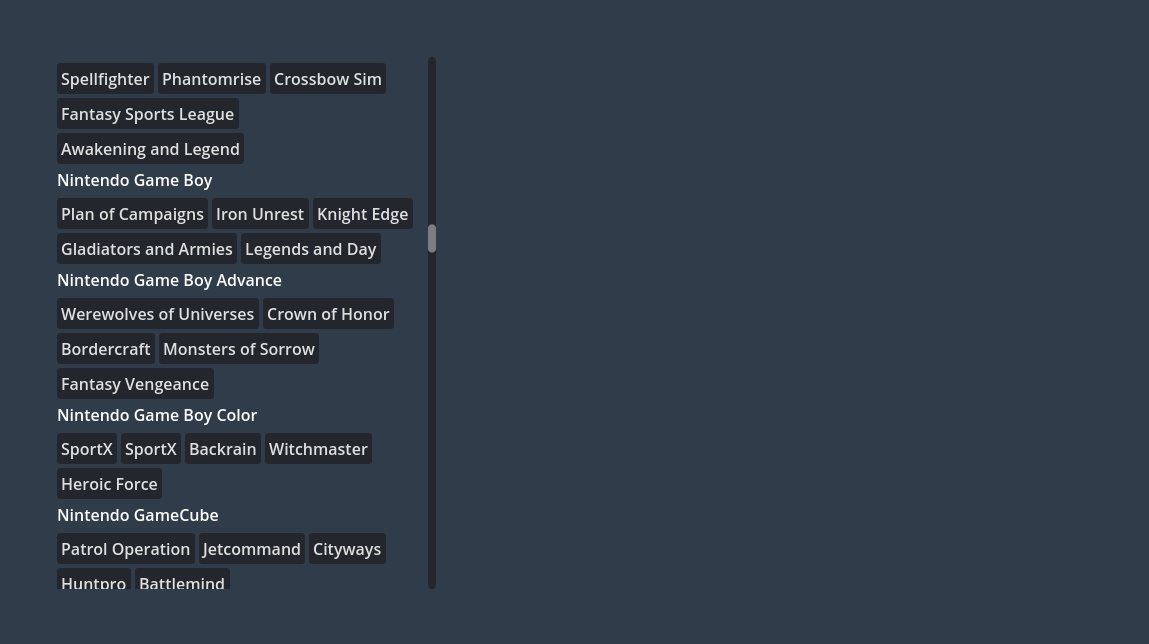 Spellfighter Phantomrise Crossbow Sim
Fantasy Sports League
Awakening and Legend
Nintendo Game Boy
Plan of Campaigns Iron Unrest Knight Edge
Gladiators and Armies Legends and Day
Nintendo Game Boy Advance
Werewolves of Universes Crown of Honor
Bordercraft Monsters of Sorrow
Fantasy Vengeance
Nintendo Game Boy Color
SportX SportX Backrain Witchmaster
Heroic Force
Nintendo GameCube
Patrol Operation Jetcommand Cityways
Huntpro Battlemind